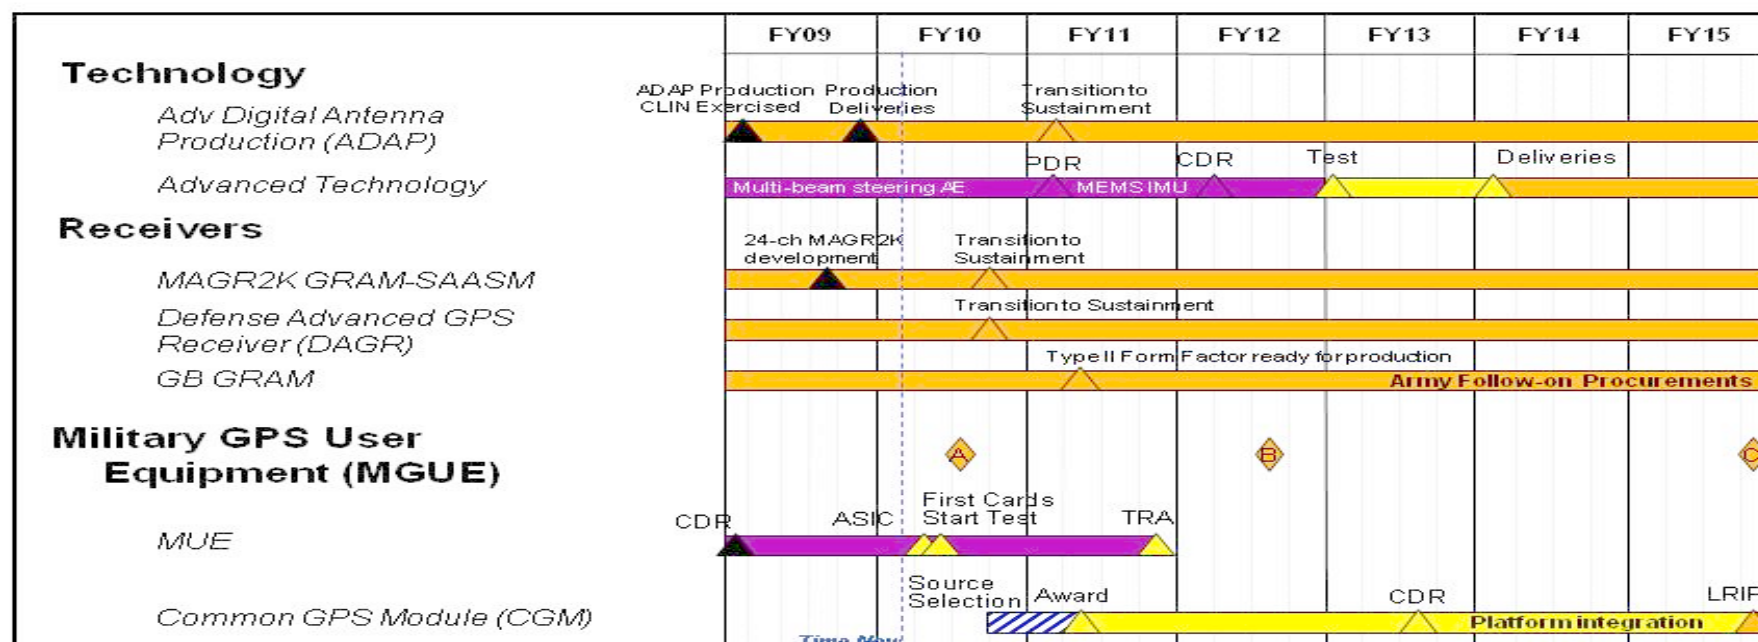 FY09 FY10 FY11 FY12 FY13 FY14 FY15
Technology
ADAP Production Production Transition to
CLIN Exercised Deliveries Sustainment
Adv Digital Antenna
Production (ADAP)
PDR CDR Test Deliveries
Advanced Technology
Multi-beam steering AE MEMS IMU
Receivers
24-ch MAGR2K Transition to
development Sustainment
MAGR2K GRAM-SAASM
Transition to Sustainment
Defense Advanced GPS
Receiver (DAGR)
Type II Form Factor ready for production
GB GRAM
Army Follow-on Procurements
Military GPS User
Equipment (MGUE)
A B C
First Cards
CDR ASIC Start Test TRA
MUE
Source
Selection Award CDR LRIP
Common GPS Module (CGM)
Platform integration
Time Now